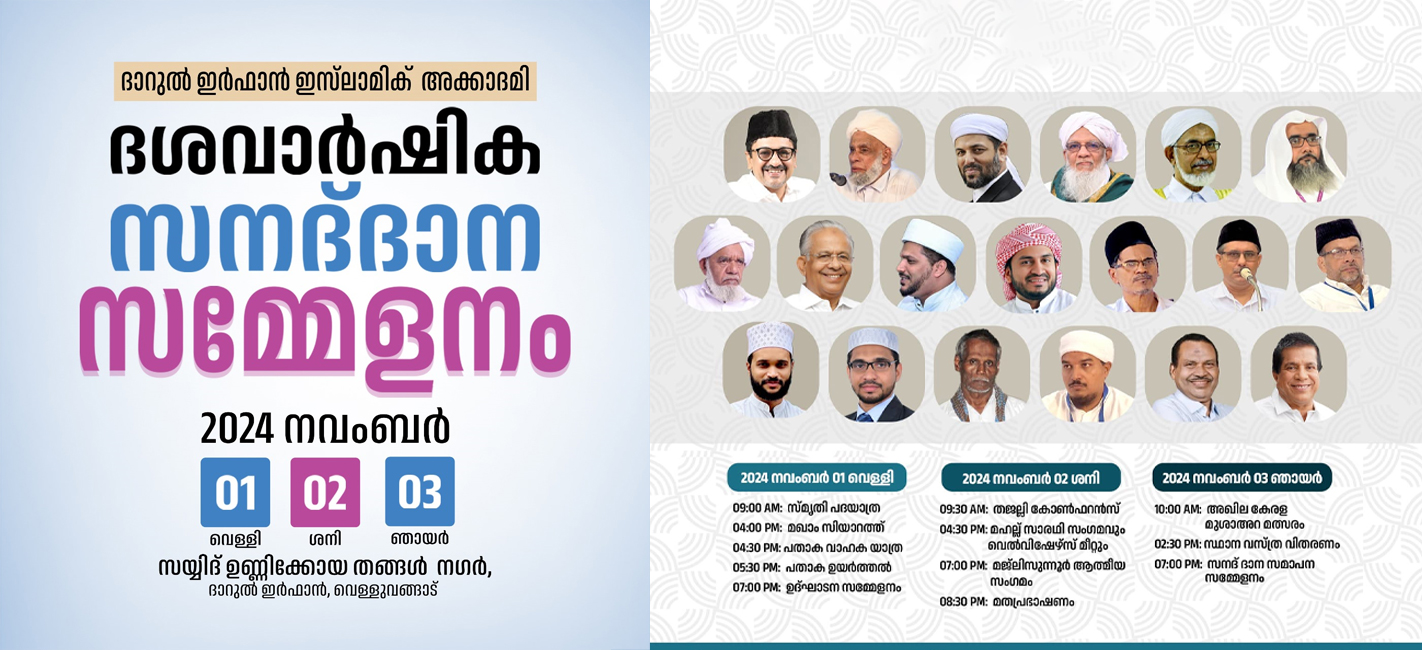 ദാറുൽ ഇർഫാൻ ഇസ്‌ലാമിക് അക്കാദമി
ദശവാർഷിക
സനദ്ദാന
സമ്മേളനം
2024 നവംബർ
01 02 03
വെള്ളി ശനി ഞായർ
സയ്യിദ് ഉണ്ണിക്കോയ തങ്ങൾ നഗർ,
ദാറുൽ ഇർഫാൻ, വെള്ളുവങ്ങാട്
2024 നവംബർ 01 വെള്ളി
09:00 AM: സ്മൃതി പദയാത്ര
04:00 PM: മഖാം സിയാറത്ത്
04:30 PM: പതാക വാഹക യാത്ര
05:30 PM: പതാക ഉയർത്തൽ
07:00 PM: ഉദ്ഘാടന സമ്മേളനം
2024 നവംബർ 02 ശനി
09:30 AM: തജല്ലി കോൺഫറൻസ്
04:30 PM: മഹല്ല് സാരഥി സംഗമവും
വെൽവിഷേഴ്സ് മീറ്റും
07:00 PM: മജ്‌ലിസുന്നൂർ ആത്മീയ
സംഗമം
08:30 PM: മതപ്രഭാഷണം
2024 നവംബർ 03 ഞായർ
10:00 AM: അഖില കേരള
മുശാഅറ മത്സരം
02:30 PM: സ്ഥാന വസ്ത്ര വിതരണം
07:00 PM: സനദ് ദാന സമാപന
സമ്മേളനം